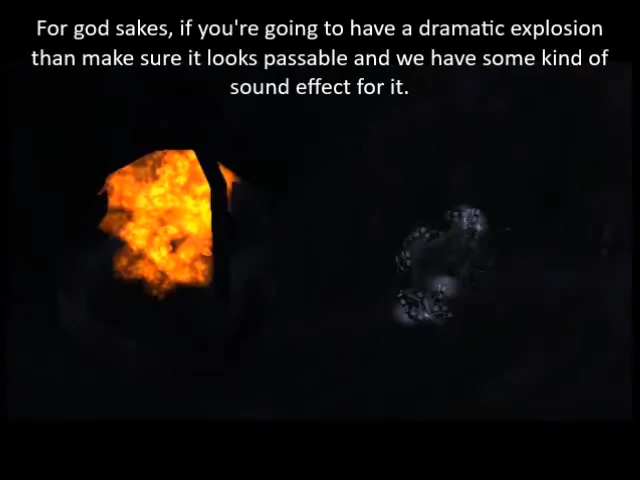 For god sakes, if you're going to have a dramatic explosion
than make sure it looks passable and we have some kind of
sound effect for it.